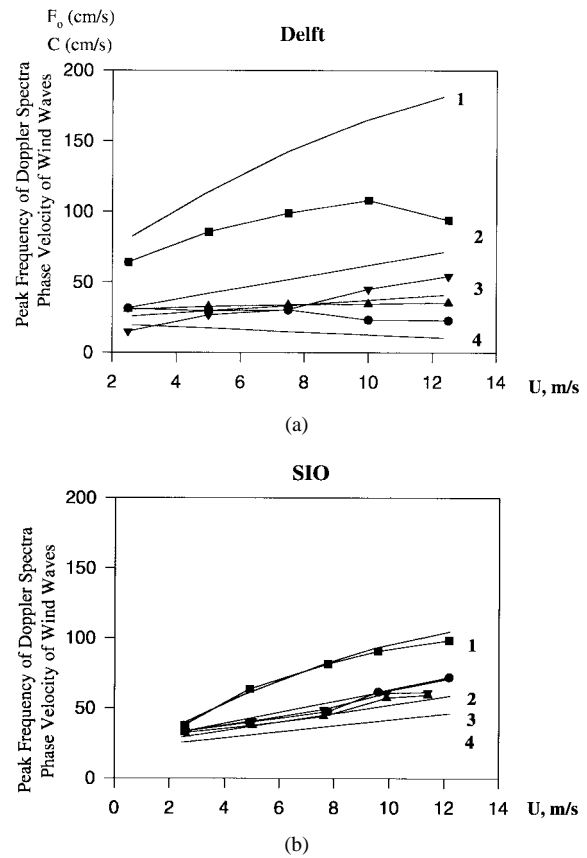 F₀ (cm/s)
C (cm/s)
Delft
Peak Frequency of Doppler Spectra
Phase Velocity of Wind Waves
200
150
100
50
0
1
2
3
4
2 4 6 8 10 12 14
U, m/s
(a)
SIO
Peak Frequency of Doppler Spectra
Phase Velocity of Wind Waves
200
150
100
50
0
1
2
3
4
0 2 4 6 8 10 12 14
U, m/s
(b)